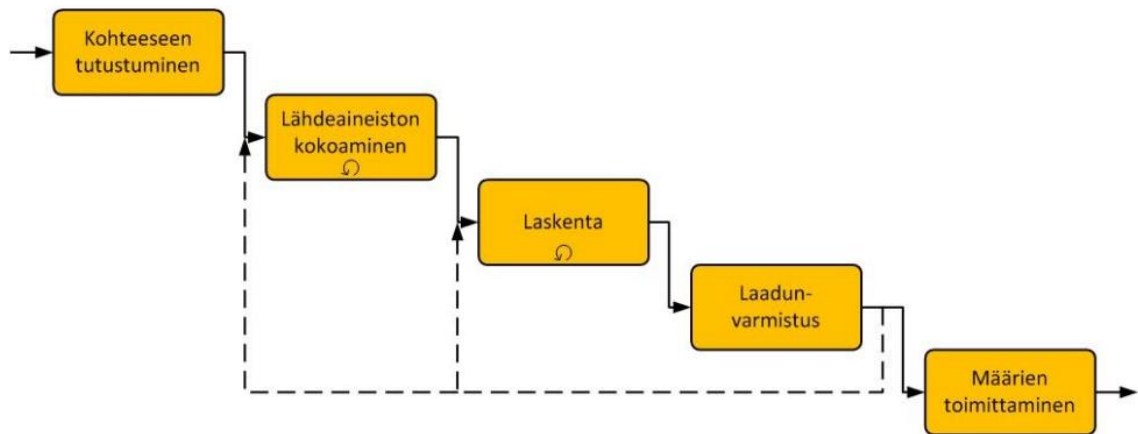 Kohteeseen
tutustuminen
Lähdeaineiston
kokoaminen
Laskenta
Laadun-
varmistus
Määrien
toimittaminen